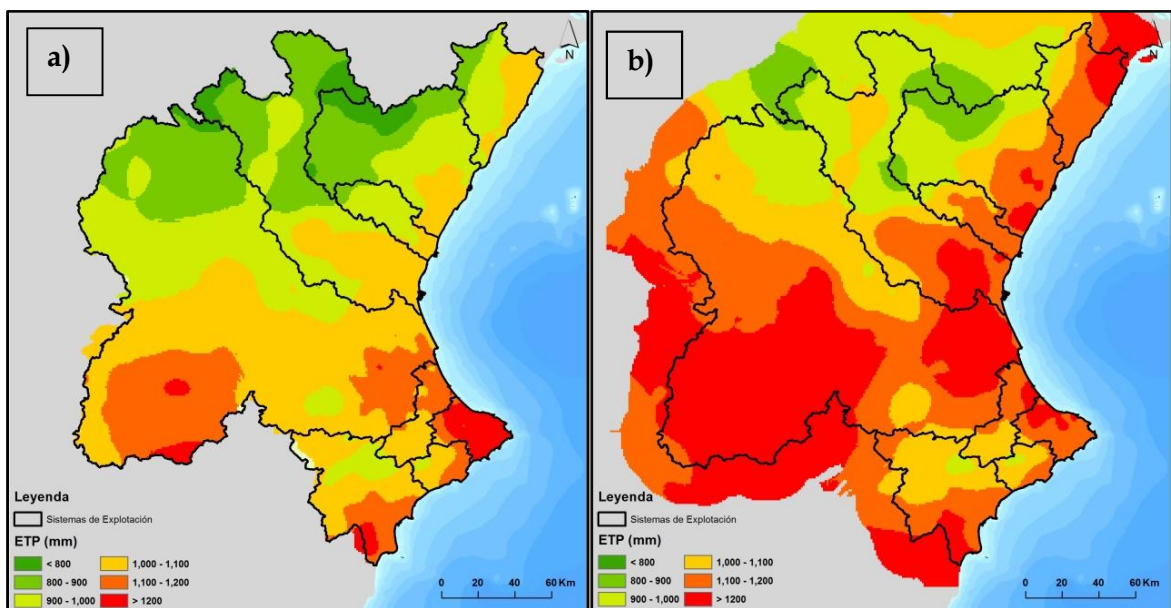 a)
N
Leyenda
Sistemas de Explotación
ETP (mm)
< 800
1,000 - 1,100
800 - 900
1,100 - 1,200
900 - 1,000
> 1200
0 20 40 60 Km
b)
N
Leyenda
Sistemas de Explotación
ETP (mm)
< 800
1,000 - 1,100
800 - 900
1,100 - 1,200
900 - 1,000
> 1200
0 20 40 60 Km